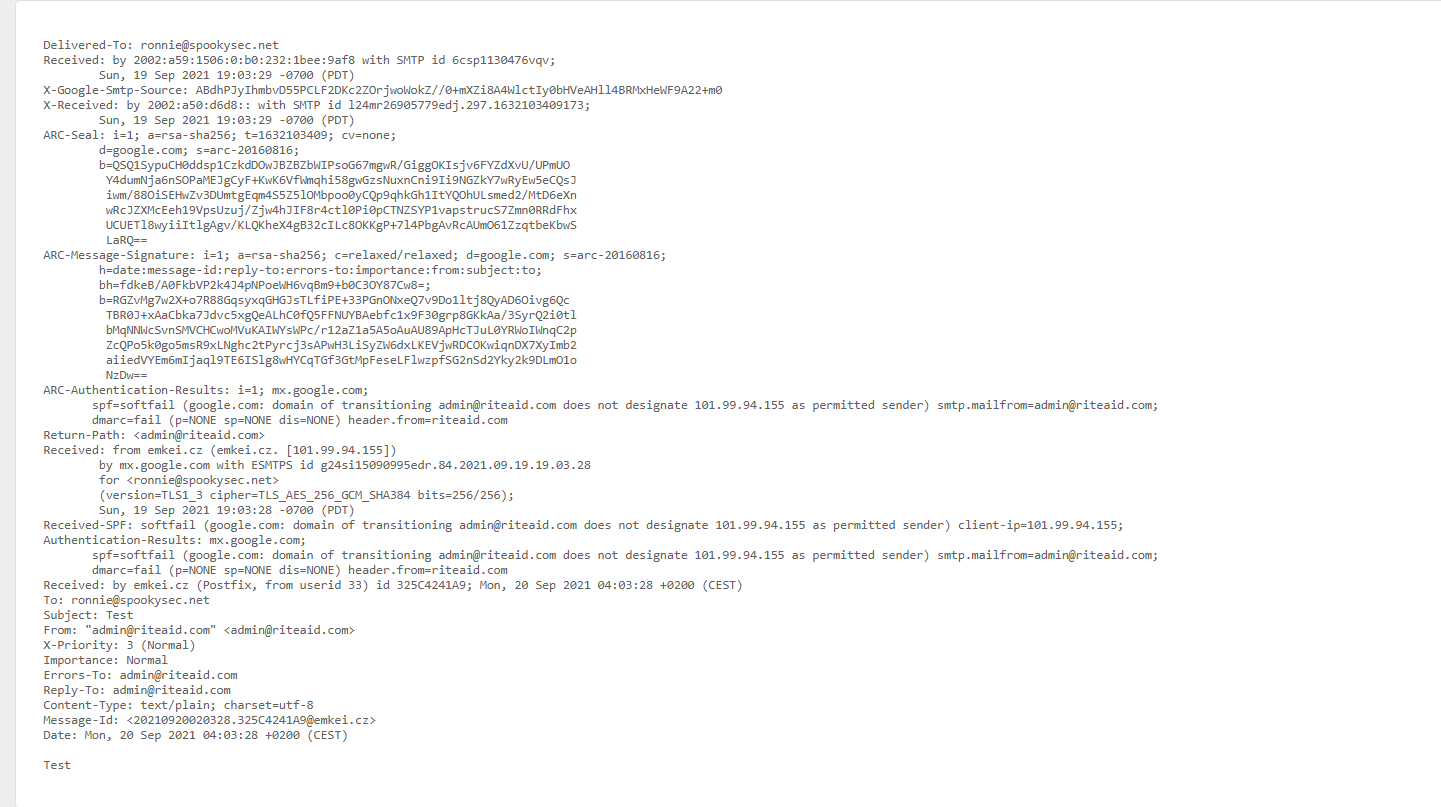 Delivered-To: ronnie@spookysec.net
Received: by 2002:a59:1506:0:b0:232:1bee:9af8 with SMTP id 6csp1130476vqv;
Sun, 19 Sep 2021 19:03:29 -0700 (PDT)
X-Google-Smtp-Source: ABdhPJyIhmbvD55PCLF2DKc2ZOrjwoWokZ//0+mXZi8A4WlctIy0bHVeAHll4BRMxHeWF9A22+m0
X-Received: by 2002:a50:d6d8:: with SMTP id l24mr26905779edj.297.1632103409173;
Sun, 19 Sep 2021 19:03:29 -0700 (PDT)
ARC-Seal: i=1; a=rsa-sha256; t=1632103409; cv=none;
d=google.com; s=arc-20160816;
b=QSQ1SypuCH0ddsp1CzkdDOwJBZBZbWIPsoG67mgwR/GiggOKIsjv6FYZdXvU/UPmUO
Y4dumNja6nSOPaMEJgCyF+KwK6VfWmqhi58gwGzsNuxnCni9Ii9NGZkY7wRyEw5eCQsJ
iwm/88OiSEHwZv3DUmtgEqm4S5Z5lOMbpoo0yCQp9qhkGh1ItYQOhULsmed2/MtD6eXn
wRcJZXMcEeh19VpsUzuj/Zjw4hJIF8r4ctl0Pi0pCTNZSYP1vapstrucS7Zmn0RRdFhx
UCUETl8wyiiItlgAgv/KLQKheX4gB32cILc8OKKgP+7l4PbgAvRcAUmO61ZzqtbeKbwS
LaRQ==
ARC-Message-Signature: i=1; a=rsa-sha256; c=relaxed/relaxed; d=google.com; s=arc-20160816;
h=date:message-id:reply-to:errors-to:importance:from:subject:to;
bh=fdkeB/A0FkbVP2k4J4pNPoeWH6vqBm9+b0C3OY87Cw8=;
b=RGZvMg7w2X+o7R88GqsyxqGHGJsTLfiPE+33PGnONxeQ7v9Do1ltj8QyAD6Oivg6Qc
TBR0J+xAaCbka7Jdvc5xgQeALhC0fQ5FFNUYBAebfc1x9F30grp8GKkAa/3SyrQ2i0tl
bMqNNWcSvnSMVCHCwoMVuKAIWYsWPc/r12aZ1a5A5oAuAU89ApHcTJuL0YRWoIWnqC2p
ZcQPo5k0go5msR9xLNghc2tPyrcj3sAPwH3LiSyZW6dxLKEVjwRDCOKwiqnDX7XyImb2
aiiedVYEm6mIjaql9TE6ISlg8wHYCqTGf3GtMpFeseLFlwzpfSG2nSd2Yky2k9DLmO1o
NzDw==
ARC-Authentication-Results: i=1; mx.google.com;
spf=softfail (google.com: domain of transitioning admin@riteaid.com does not designate 101.99.94.155 as permitted sender) smtp.mailfrom=admin@riteaid.com;
dmarc=fail (p=NONE sp=NONE dis=NONE) header.from=riteaid.com
Return-Path: <admin@riteaid.com>
Received: from emkei.cz (emkei.cz. [101.99.94.155])
by mx.google.com with ESMTPS id g24si15090995edr.84.2021.09.19.19.03.28
for <ronnie@spookysec.net>
(version=TLS1_3 cipher=TLS_AES_256_GCM_SHA384 bits=256/256);
Sun, 19 Sep 2021 19:03:28 -0700 (PDT)
Received-SPF: softfail (google.com: domain of transitioning admin@riteaid.com does not designate 101.99.94.155 as permitted sender) client-ip=101.99.94.155;
Authentication-Results: mx.google.com;
spf=softfail (google.com: domain of transitioning admin@riteaid.com does not designate 101.99.94.155 as permitted sender) smtp.mailfrom=admin@riteaid.com;
dmarc=fail (p=NONE sp=NONE dis=NONE) header.from=riteaid.com
Received: by emkei.cz (Postfix, from userid 33) id 325C4241A9; Mon, 20 Sep 2021 04:03:28 +0200 (CEST)
To: ronnie@spookysec.net
Subject: Test
From: "admin@riteaid.com" <admin@riteaid.com>
X-Priority: 3 (Normal)
Importance: Normal
Errors-To: admin@riteaid.com
Reply-To: admin@riteaid.com
Content-Type: text/plain; charset=utf-8
Message-Id: <20210920020328.325C4241A9@emkei.cz>
Date: Mon, 20 Sep 2021 04:03:28 +0200 (CEST)
Test